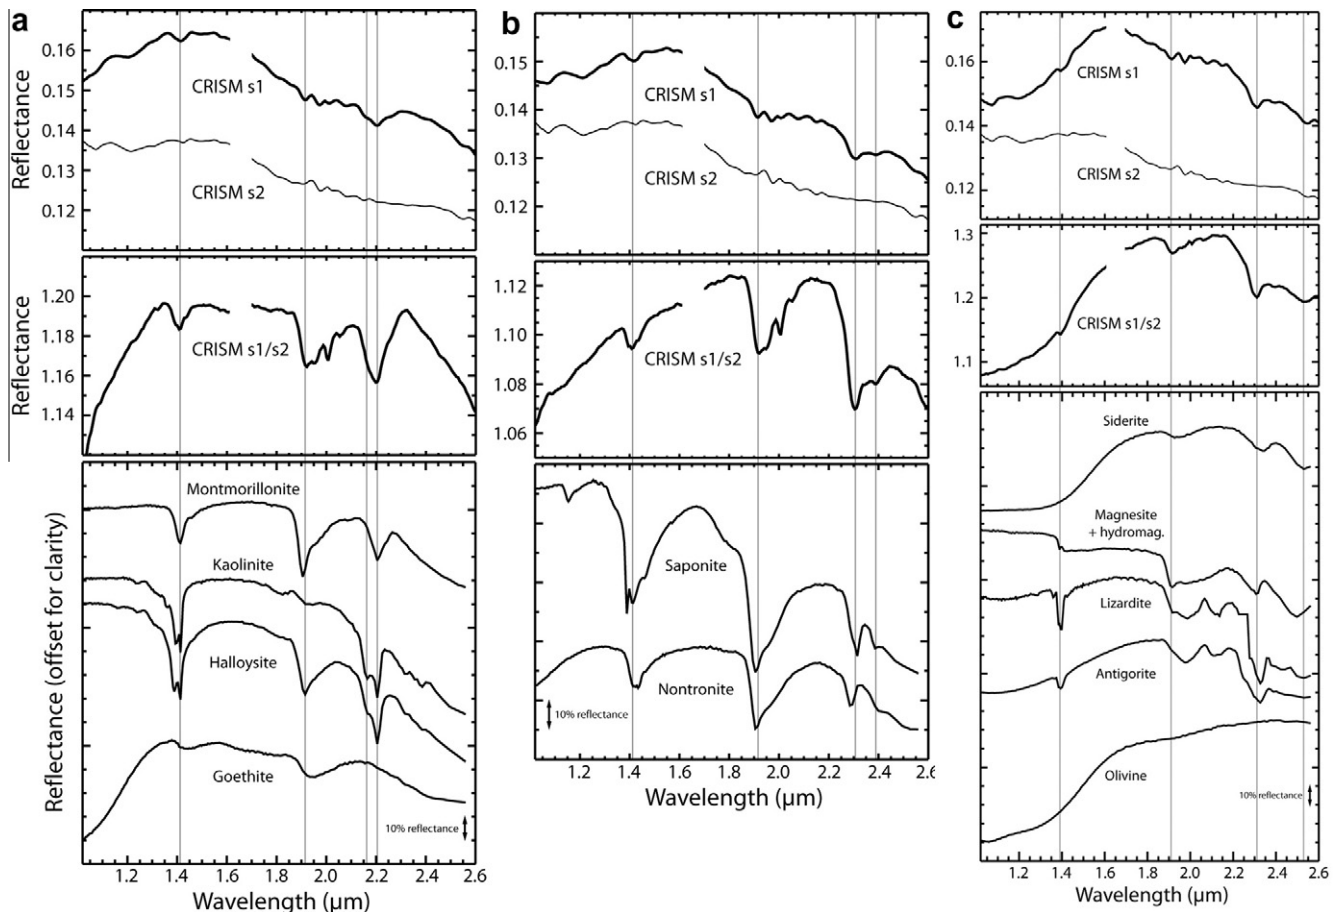 a
Reflectance
0.16
0.15
0.14
0.13
0.12
CRISM s1
CRISM s2
Reflectance
1.20
1.18
1.16
1.14
CRISM s1/s2
Reflectance (offset for clarity)
Montmorillonite
Kaolinite
Halloysite
Goethite
10% reflectance
1.2 1.4 1.6 1.8 2.0 2.2 2.4 2.6
Wavelength (μm)
b
0.15
0.14
0.13
0.12
CRISM s1
CRISM s2
1.12
1.10
1.08
1.06
CRISM s1/s2
Saponite
Nontronite
10% reflectance
1.2 1.4 1.6 1.8 2.0 2.2 2.4 2.6
Wavelength (μm)
c
0.16
0.14
0.12
CRISM s1
CRISM s2
1.3
1.2
1.1
CRISM s1/s2
Siderite
Magnesite
+ hydromag.
Lizardite
Antigorite
Olivine
10% reflectance
1.2 1.4 1.6 1.8 2.0 2.2 2.4 2.6
Wavelength (μm)